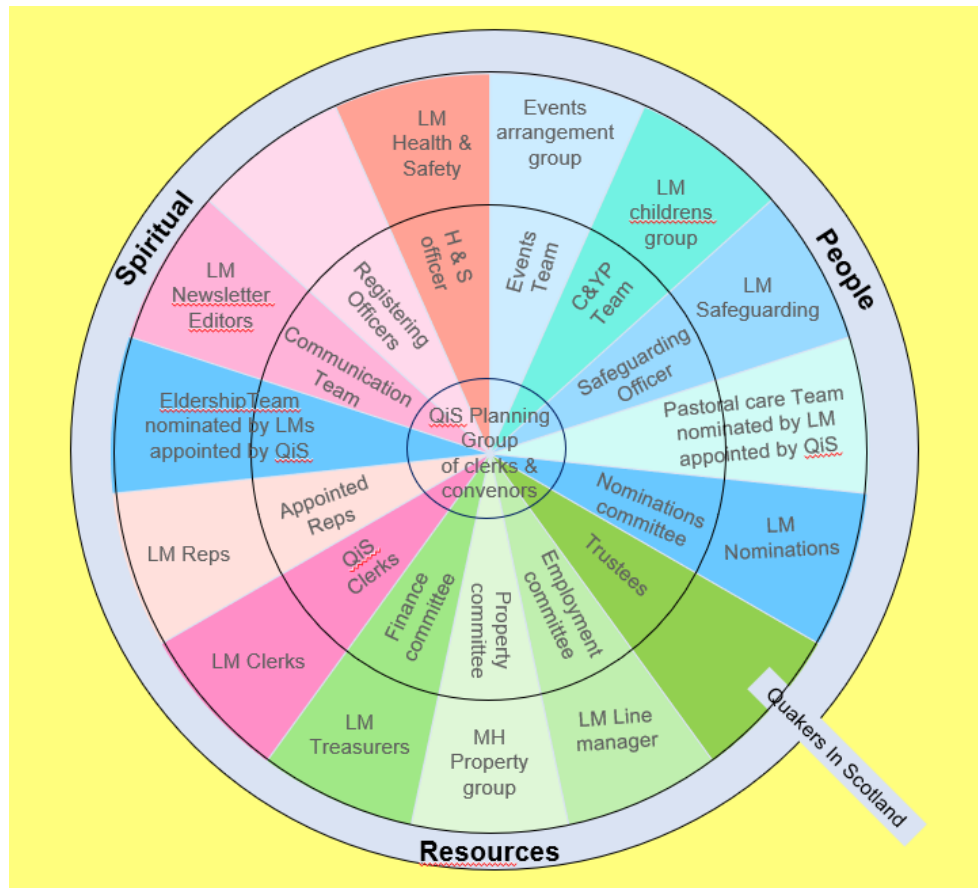 Spiritual
People
Resources
Quakers In Scotland
QiS Planning
Group
of clerks &
convenors
Events
arrangement
group
Events
Team
LM
childrens
group
C&YP
Team
LM
Safeguarding
Safeguarding
Officer
Pastoral care Team
nominated by LM
appointed by QiS
LM
Nominations
Nominations
committee
Trustees
LM Line
manager
Employment
committee
MH
Property
group
Property
committee
LM
Treasurers
Finance
committee
LM Clerks
QiS
Clerks
LM Reps
Appointed
Reps
EldershipTeam
nominated by LMs
appointed by QiS
LM
Newsletter
Editors
Communication
Team
Registering
Officers
LM
Health &
Safety
H & S
officer